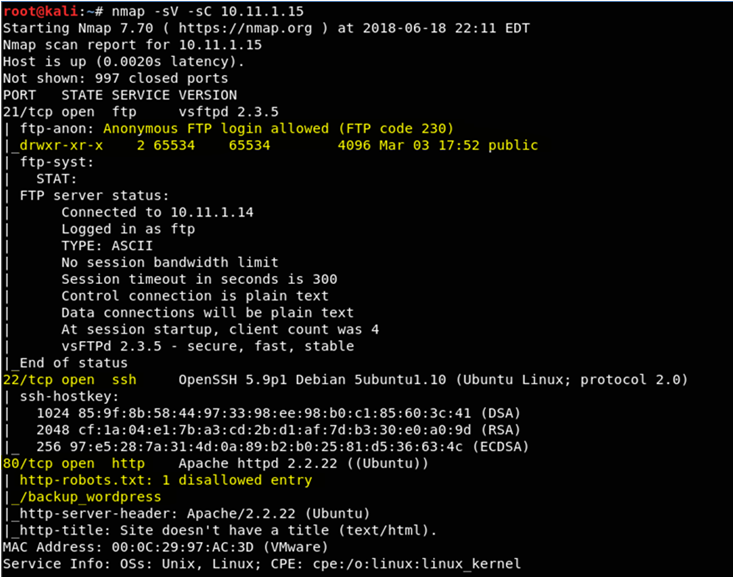 root@kali:~# nmap -sV -sC 10.11.1.15
Starting Nmap 7.70 ( https://nmap.org ) at 2018-06-18 22:11 EDT
Nmap scan report for 10.11.1.15
Host is up (0.0020s latency).
Not shown: 997 closed ports
PORT   STATE SERVICE VERSION
21/tcp open  ftp     vsftpd 2.3.5
| ftp-anon: Anonymous FTP login allowed (FTP code 230)
|_drwxr-xr-x    2 65534    65534        4096 Mar 03 17:52 public
| ftp-syst:
|   STAT:
| FTP server status:
|      Connected to 10.11.1.14
|      Logged in as ftp
|      TYPE: ASCII
|      No session bandwidth limit
|      Session timeout in seconds is 300
|      Control connection is plain text
|      Data connections will be plain text
|      At session startup, client count was 4
|      vsFTPd 2.3.5 - secure, fast, stable
|_End of status
22/tcp open  ssh     OpenSSH 5.9p1 Debian 5ubuntu1.10 (Ubuntu Linux; protocol 2.0)
| ssh-hostkey:
|   1024 85:9f:8b:58:44:97:33:98:ee:98:b0:c1:85:60:3c:41 (DSA)
|   2048 cf:1a:04:e1:7b:a3:cd:2b:d1:af:7d:b3:30:e0:a0:9d (RSA)
|_  256 97:e5:28:7a:31:4d:0a:89:b2:b0:25:81:d5:36:63:4c (ECDSA)
80/tcp open  http    Apache httpd 2.2.22 ((Ubuntu))
| http-robots.txt: 1 disallowed entry
|_/backup_wordpress
|_http-server-header: Apache/2.2.22 (Ubuntu)
|_http-title: Site doesn't have a title (text/html).
MAC Address: 00:0C:29:97:AC:3D (VMware)
Service Info: OSs: Unix, Linux; CPE: cpe:/o:linux:linux_kernel